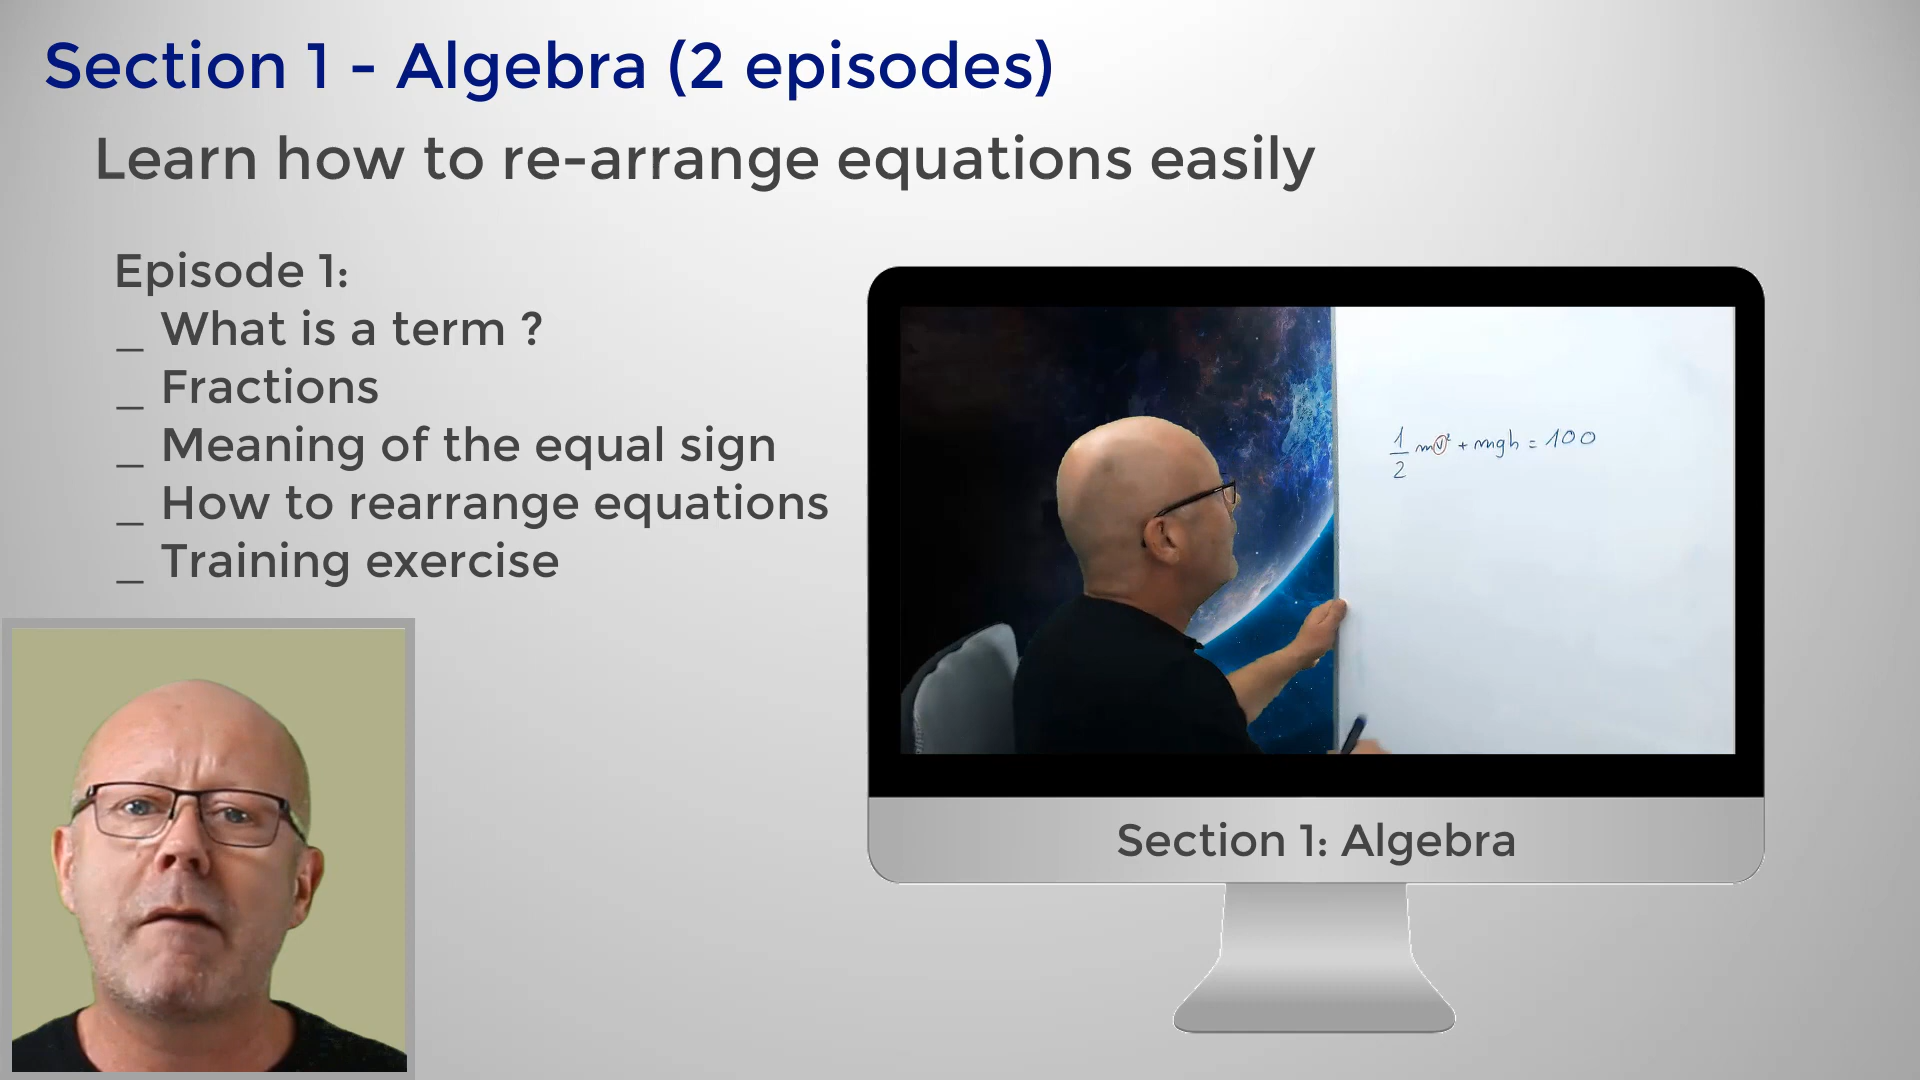 Section 1 - Algebra (2 episodes)
Learn how to re-arrange equations easily
Episode 1:
_ What is a term ?
_ Fractions
_ Meaning of the equal sign
_ How to rearrange equations
_ Training exercise
1/2 mv² + mgh = 100
Section 1: Algebra